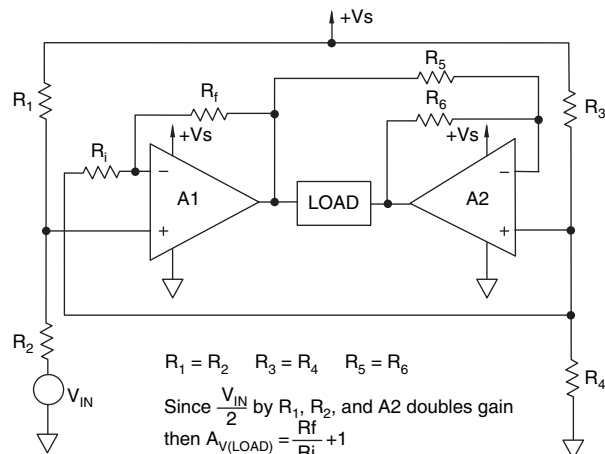 +Vs
R1
Rf
R5
R6
R3
+Vs
+Vs
Ri
−
A1
+
LOAD
−
A2
+
R2
VIN
R4
R1 = R2 R3 = R4 R5 = R6
Since VIN/2 by R1, R2, and A2 doubles gain
then AV(LOAD) = Rf/Ri +1